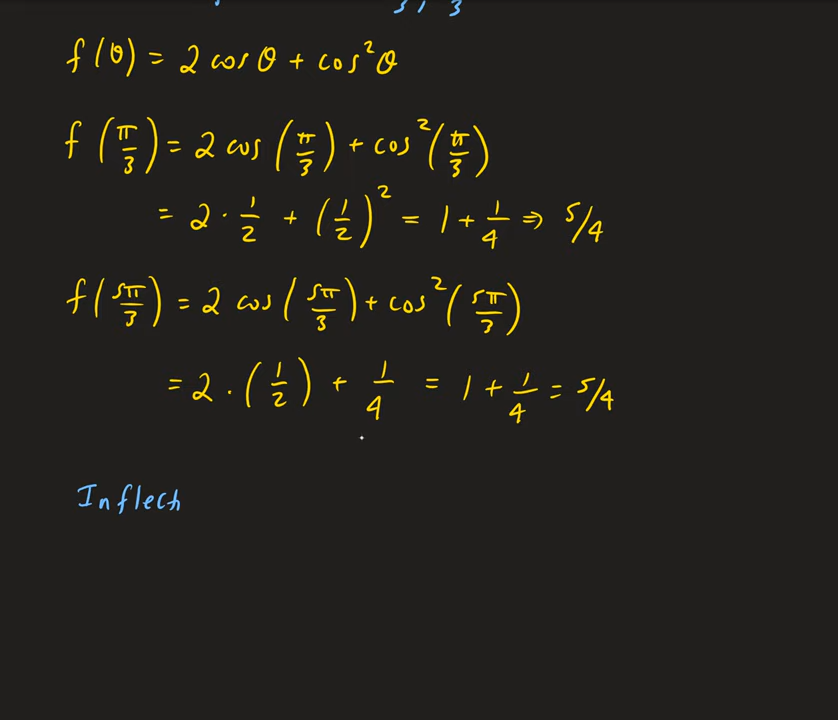 f(θ) = 2 cos θ + cos²θ
f(π/3) = 2 cos(π/3) + cos²(π/3)
= 2 · 1/2 + (1/2)² = 1 + 1/4 ⇒ 5/4
f(5π/3) = 2 cos(5π/3) + cos²(5π/3)
= 2 · (1/2) + 1/4 = 1 + 1/4 = 5/4
Inflech